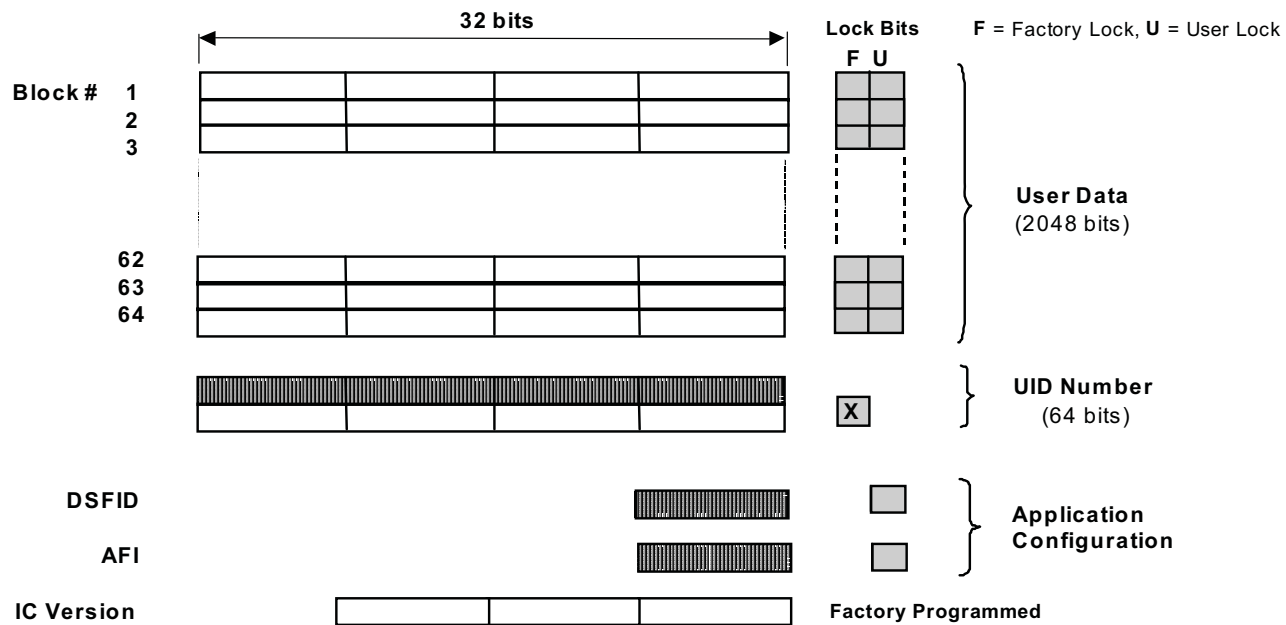 32 bits
Lock Bits
F = Factory Lock, U = User Lock
F U
Block # 1
2
3
User Data
(2048 bits)
62
63
64
UID Number
X
(64 bits)
DSFID
Application
Configuration
AFI
IC Version
Factory Programmed